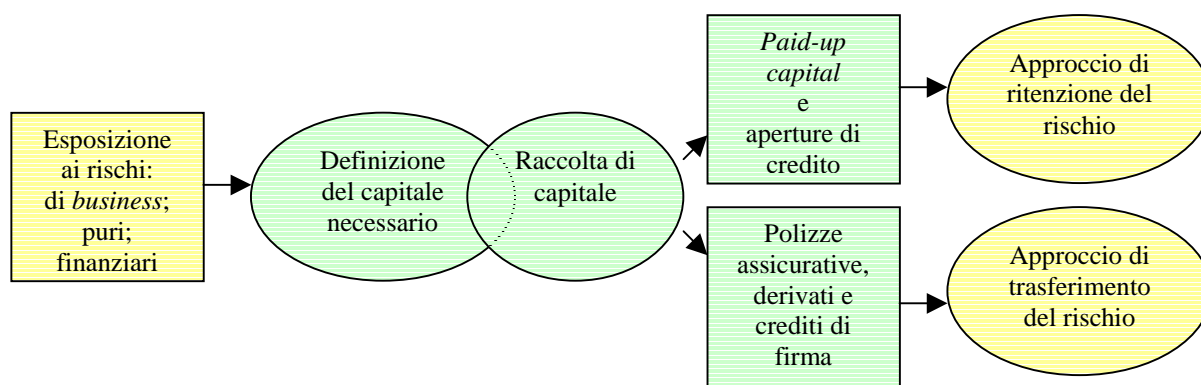 Esposizione
ai rischi:
di business;
puri;
finanziari
Definizione
del capitale
necessario
Raccolta di
capitale
Paid-up
capital
e
aperture di
credito
Approccio di
ritenzione del
rischio
Polizze
assicurative,
derivati e
crediti di
firma
Approccio di
trasferimento
del rischio